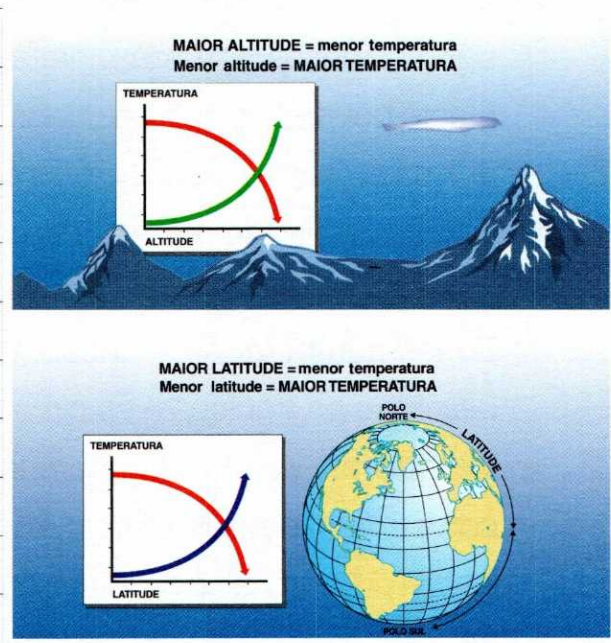 MAIOR ALTITUDE = menor temperatura
Menor altitude = MAIOR TEMPERATURA
TEMPERATURA
ALTITUDE
MAIOR LATITUDE = menor temperatura
Menor latitude = MAIOR TEMPERATURA
TEMPERATURA
LATITUDE
POLO
NORTE
LATITUDE
POLO SUL